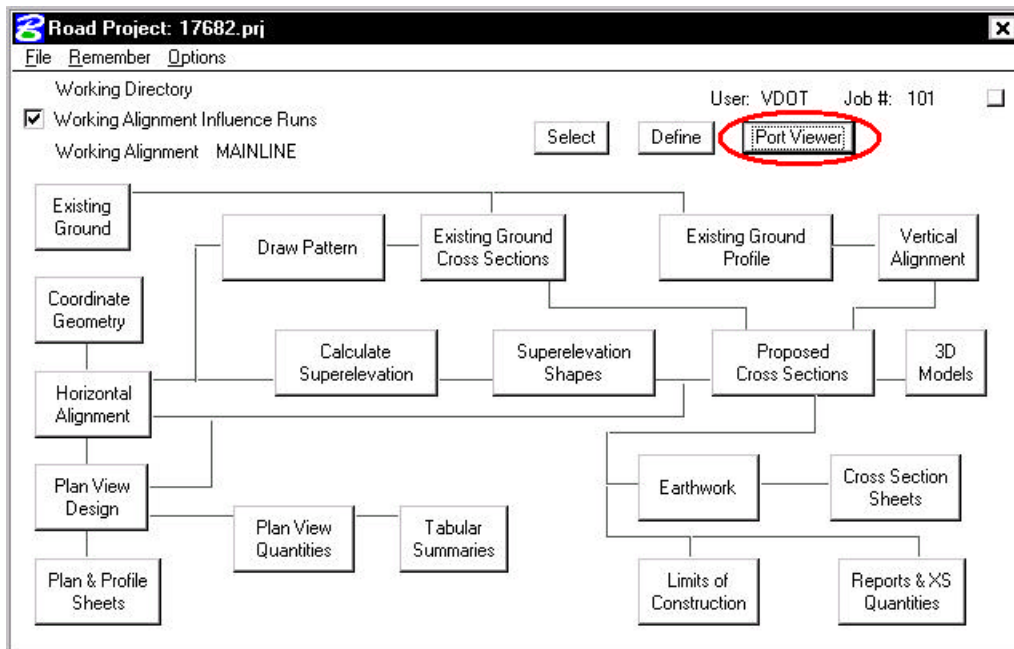 Road Project: 17682.prj
File Remember Options
Working Directory
User: VDOT Job #: 101
Working Alignment Influence Runs
Working Alignment MAINLINE
Select
Define
Port Viewer
Existing
Ground
Draw Pattern
Existing Ground
Cross Sections
Existing Ground
Profile
Vertical
Alignment
Coordinate
Geometry
Calculate
Superelevation
Superelevation
Shapes
Proposed
Cross Sections
3D
Models
Horizontal
Alignment
Plan View
Design
Earthwork
Cross Section
Sheets
Plan View
Quantities
Tabular
Summaries
Plan & Profile
Sheets
Limits of
Construction
Reports & XS
Quantities